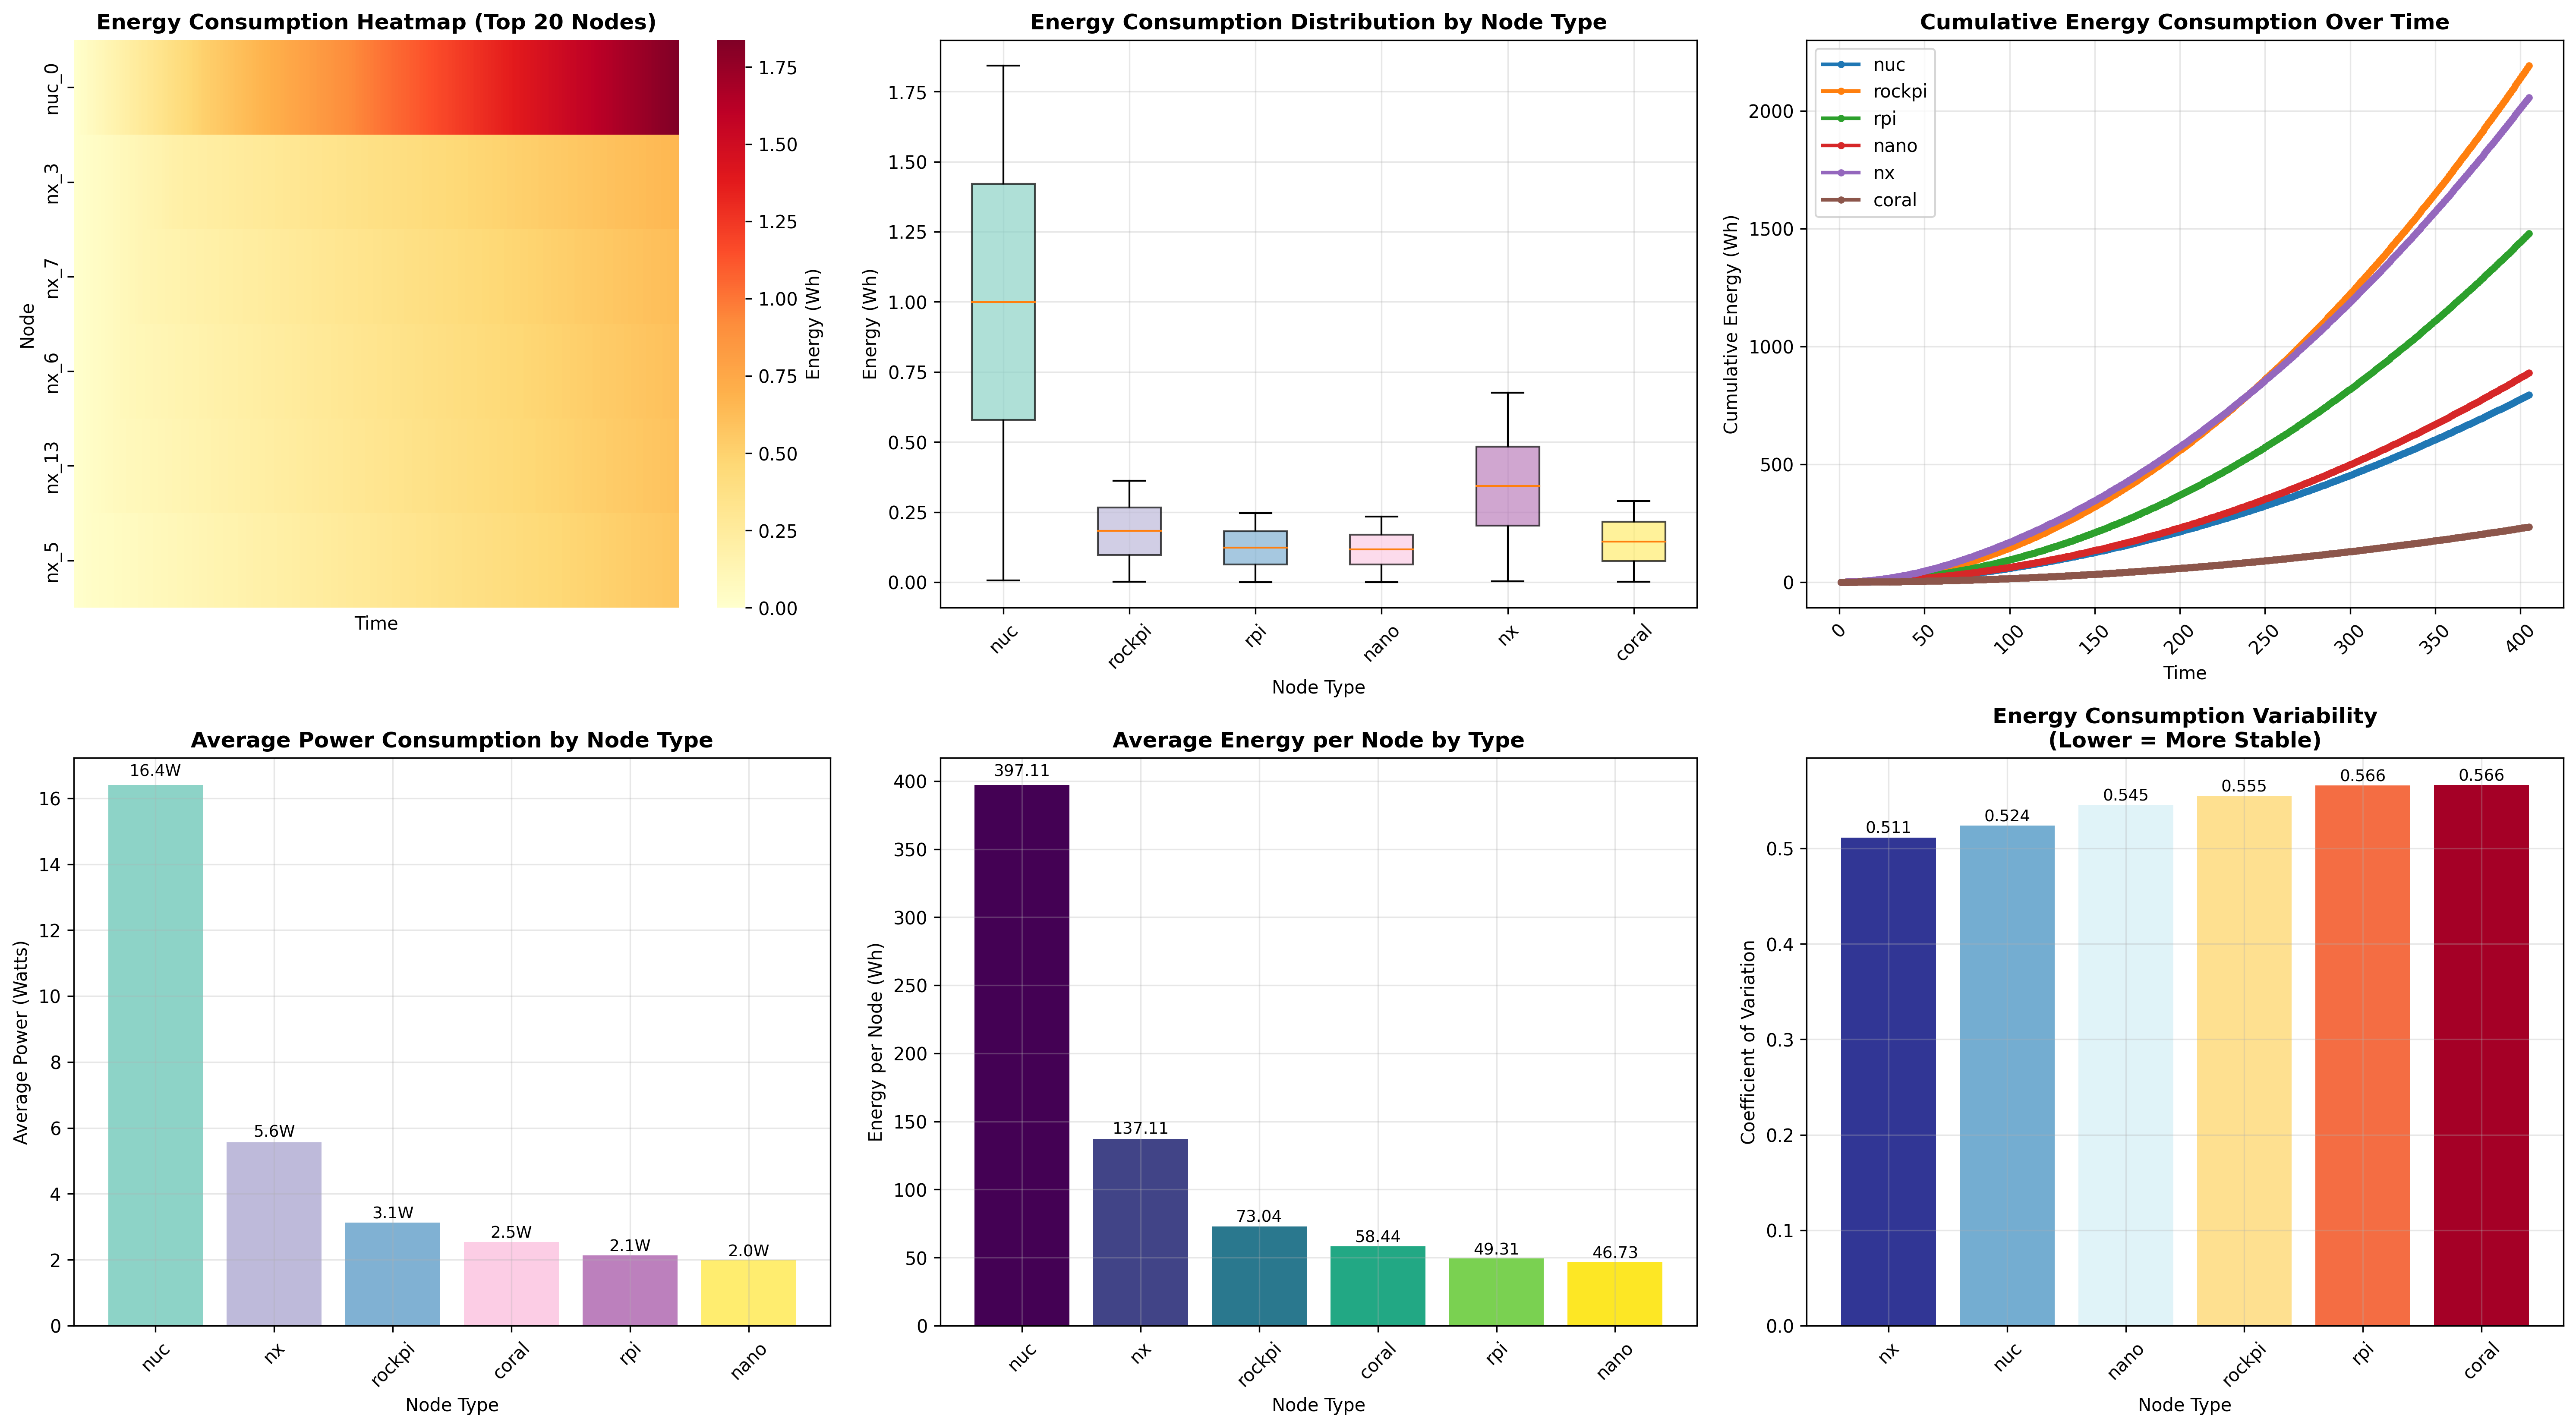 Energy Consumption Heatmap (Top 20 Nodes)
Node
nuc_0
nx_3
nx_7
nx_6
nx_13
nx_5
Time
1.75
1.50
1.25
1.00
0.75
0.50
0.25
0.00
Energy (Wh)
Energy Consumption Distribution by Node Type
Energy (Wh)
1.75
1.50
1.25
1.00
0.75
0.50
0.25
0.00
nuc
rockpi
rpi
nano
nx
coral
Node Type
Cumulative Energy Consumption Over Time
nuc
rockpi
rpi
nano
nx
coral
Cumulative Energy (Wh)
2000
1500
1000
500
0
0
50
100
150
200
250
300
350
400
Time
Average Power Consumption by Node Type
Average Power (Watts)
16
14
12
10
8
6
4
2
0
16.4W
5.6W
3.1W
2.5W
2.1W
2.0W
nuc
nx
rockpi
coral
rpi
nano
Node Type
Average Energy per Node by Type
Energy per Node (Wh)
400
350
300
250
200
150
100
50
0
397.11
137.11
73.04
58.44
49.31
46.73
nuc
nx
rockpi
coral
rpi
nano
Node Type
Energy Consumption Variability
(Lower = More Stable)
Coefficient of Variation
0.5
0.4
0.3
0.2
0.1
0.0
0.511
0.524
0.545
0.555
0.566
0.566
nx
nuc
nano
rockpi
rpi
coral
Node Type